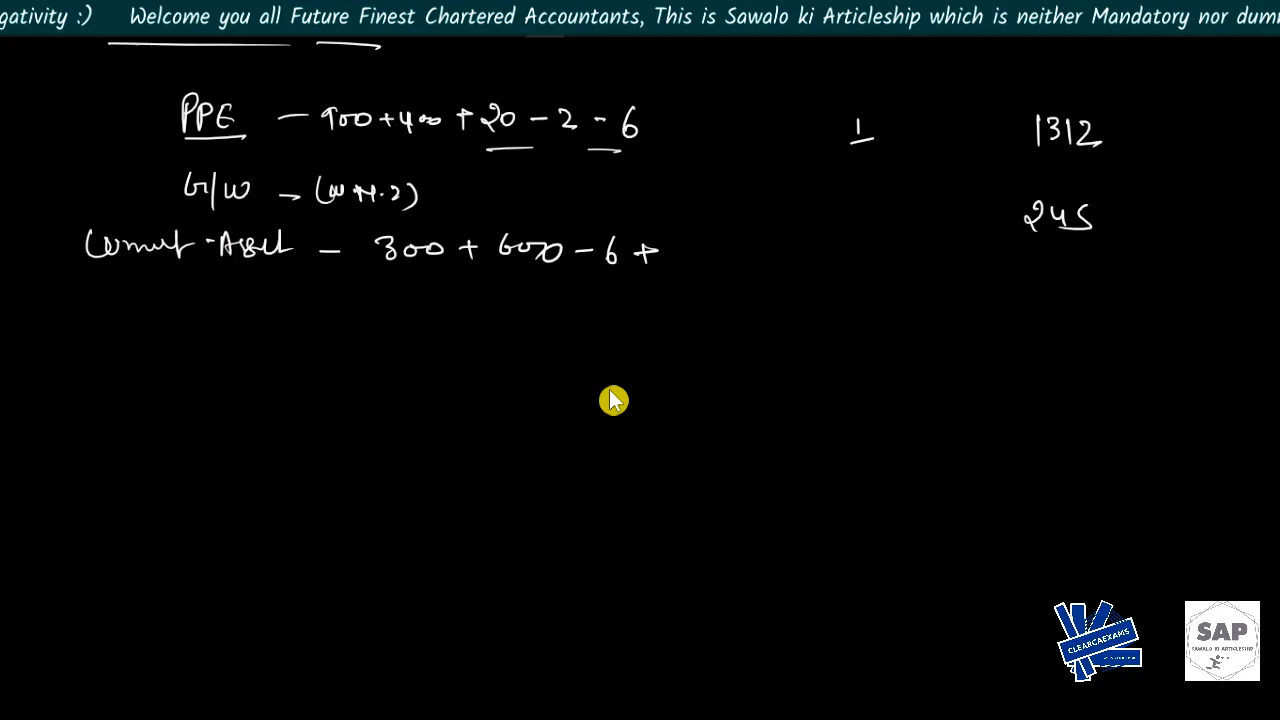 gativity :) Welcome you all Future Finest Chartered Accountants, This is Sawalo ki Articleship which is neither Mandatory nor dum
PPE — 900+400 + 20 - 2 - 6 1 1312
G/W - (WN.2) 245
Current Asset - 300 + 600 - 6 +
CLEARCAEXAMS
SAP
SAWALO KI ARTICLESHIP